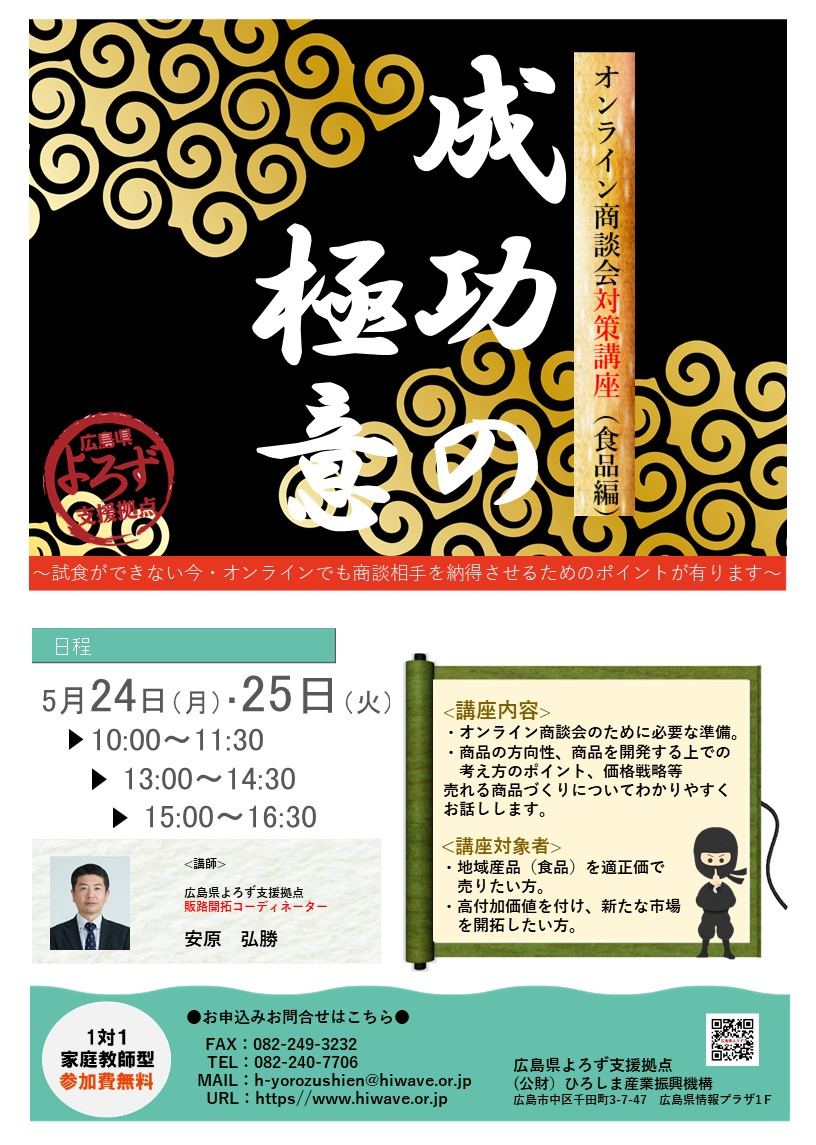 オンライン商談会対策講座（食品編）
成功の
極意
広島県
よろず
支援拠点
～試食ができない今・オンラインでも商談相手を納得させるためのポイントが有ります～
日程
5月24日（月）・25日（火）
▶10:00～11:30
▶ 13:00～14:30
▶ 15:00～16:30
<講師>
広島県よろず支援拠点
販路開拓コーディネーター
安原　弘勝
<講座内容>
・オンライン商談会のために必要な準備。
・商品の方向性、商品を開発する上での
考え方のポイント、価格戦略等
売れる商品づくりについてわかりやすく
お話しします。
<講座対象者>
・地域産品（食品）を適正価で
売りたい方。
・高付加価値を付け、新たな市場
を開拓したい方。
1対1
家庭教師型
参加費無料
●お申込みお問合せはこちら●
FAX：082-249-3232
TEL：082-240-7706
MAIL：h-yorozushien@hiwave.or.jp
URL：https//www.hiwave.or.jp
広島県よろず支援拠点
（公財）ひろしま産業振興機構
広島市中区千田町3-7-47　広島県情報プラザ1Ｆ